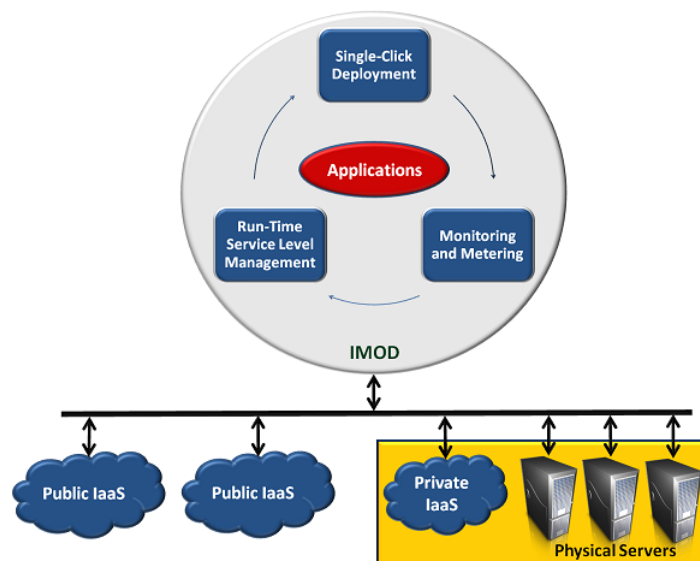 Single-Click
Deployment
Applications
Run-Time
Service Level
Management
Monitoring
and Metering
IMOD
Public IaaS
Public IaaS
Private
IaaS
Physical Servers